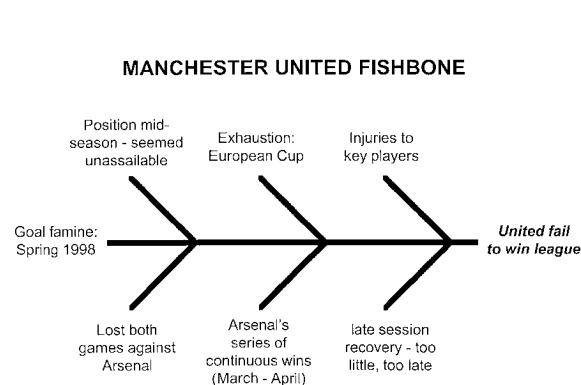 MANCHESTER UNITED FISHBONE
Position mid-
season - seemed
unassailable
Exhaustion:
European Cup
Injuries to
key players
Goal famine:
Spring 1998
United fail
to win league
Lost both
games against
Arsenal
Arsenal's
series of
continuous wins
(March - April)
late session
recovery - too
little, too late